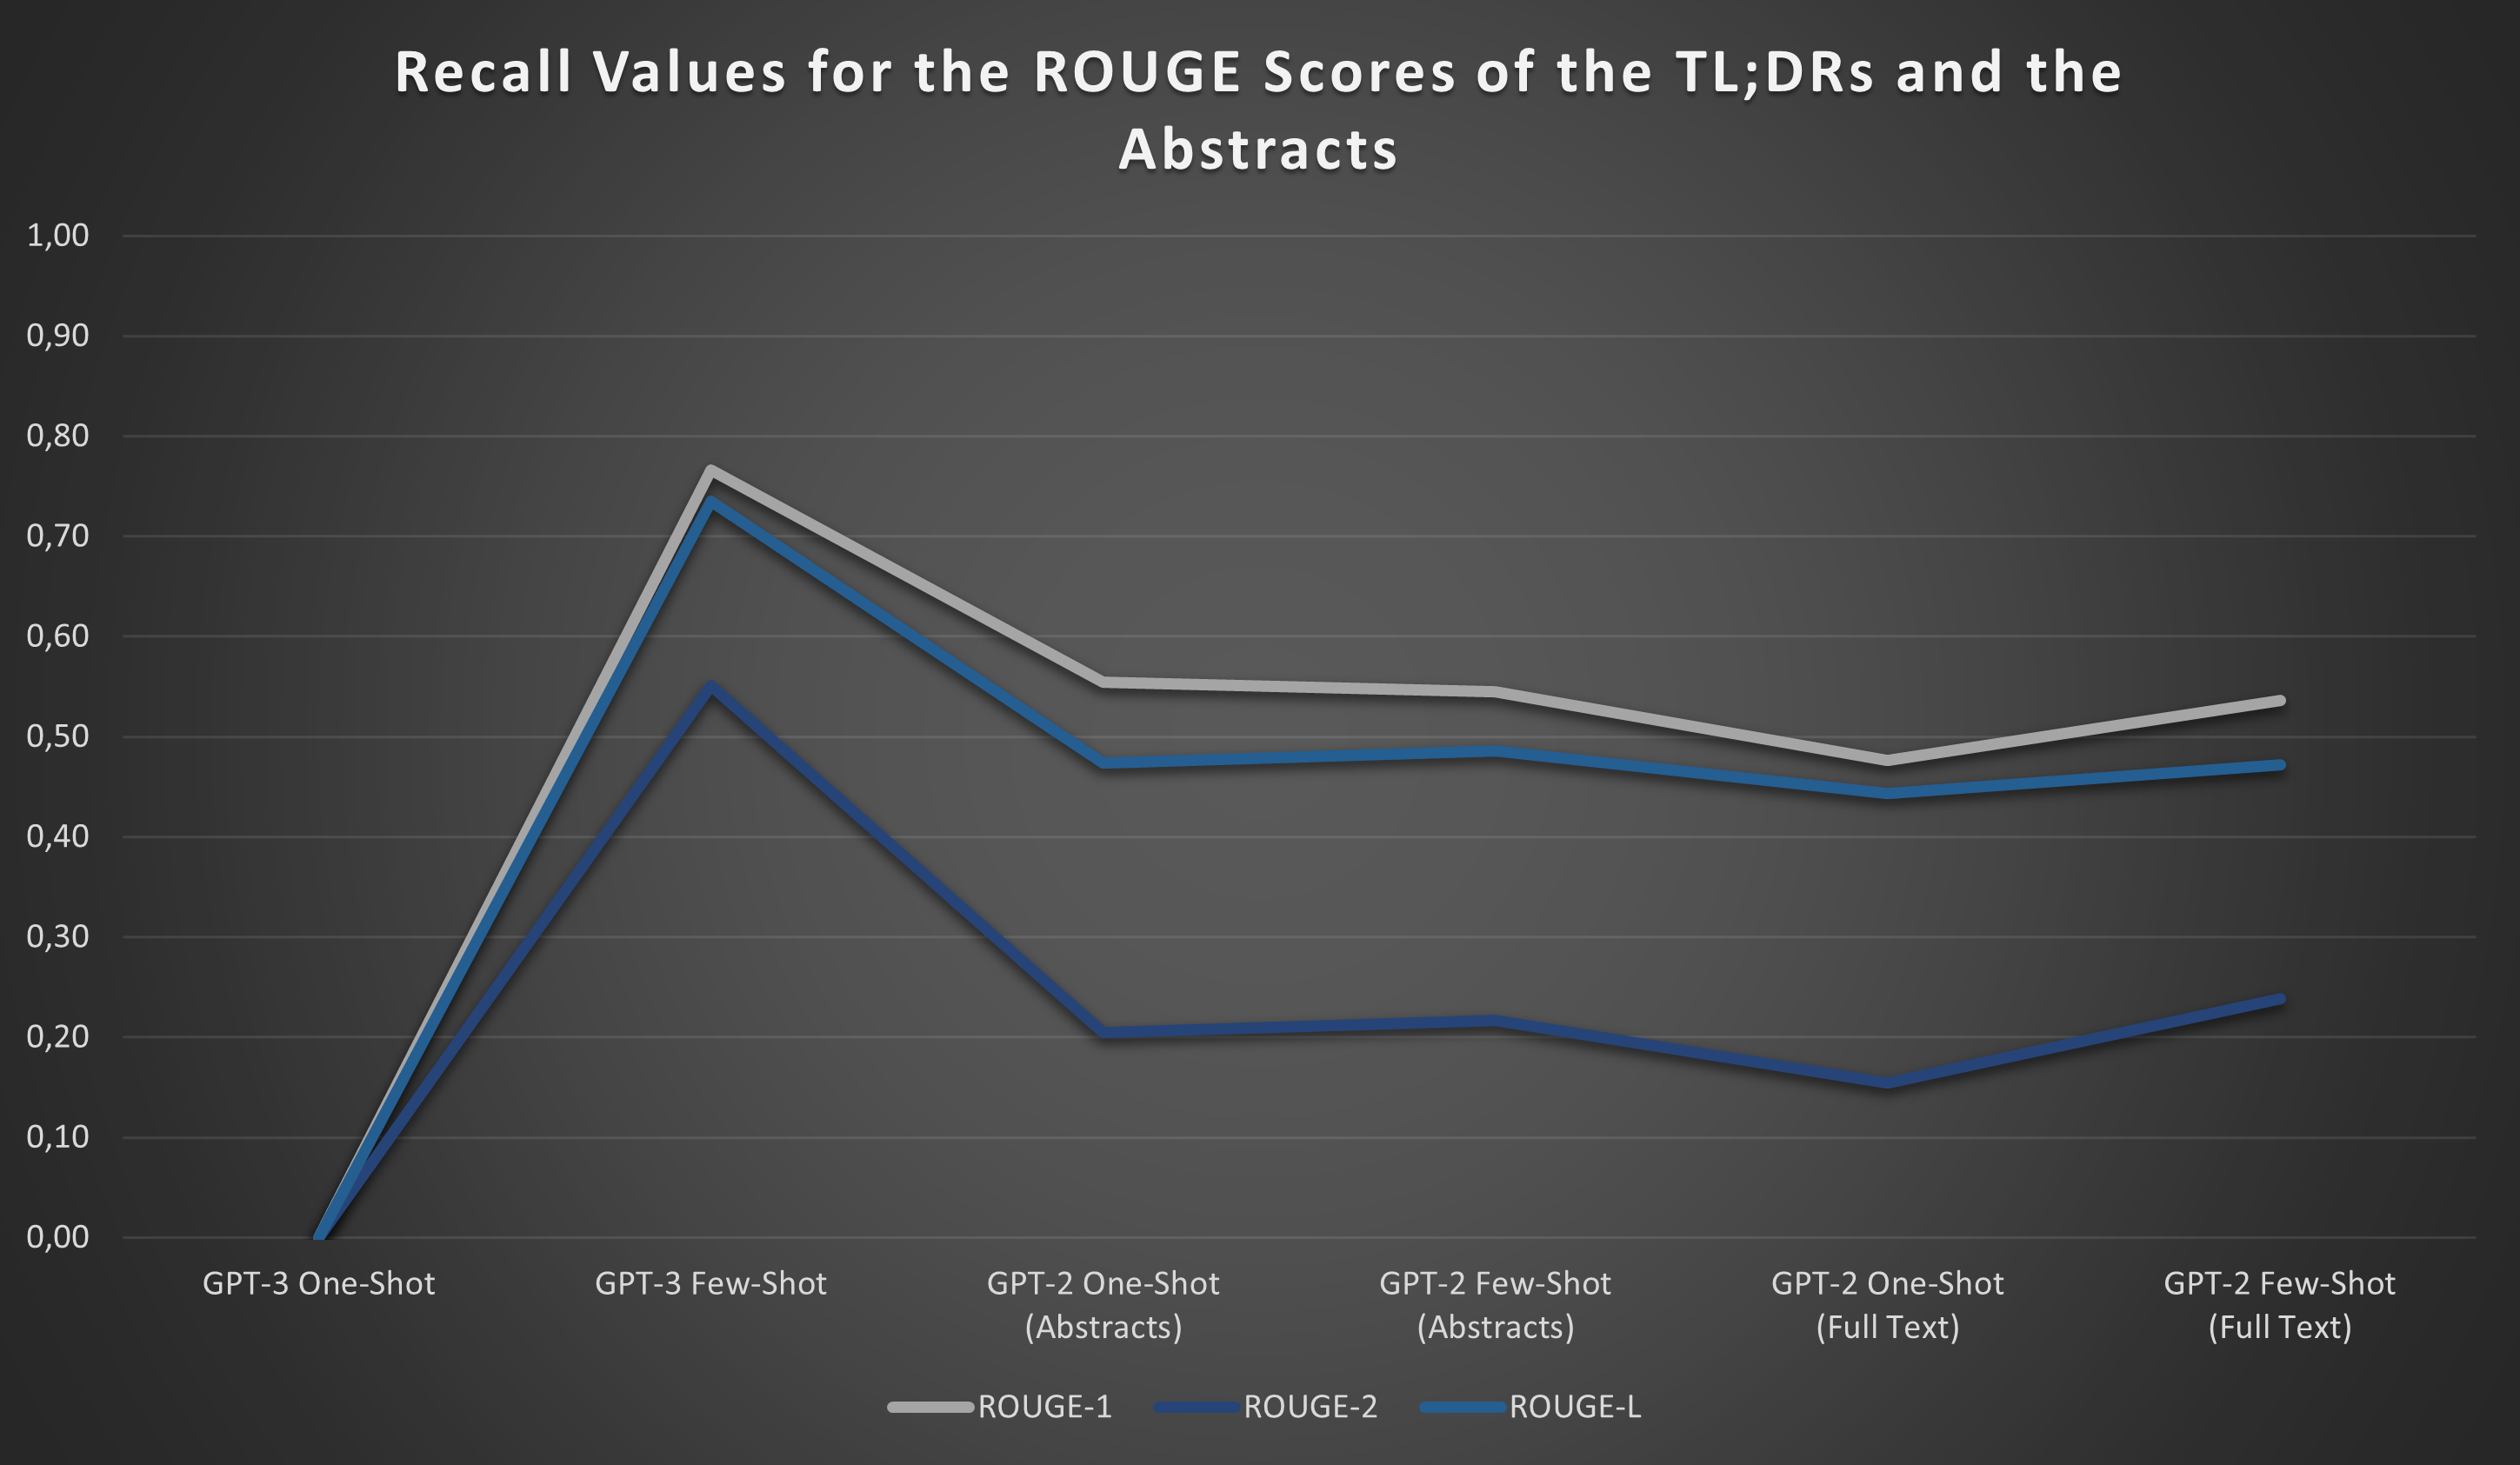 Recall Values for the ROUGE Scores of the TL;DRs and the
Abstracts
1,00
0,90
0,80
0,70
0,60
0,50
0,40
0,30
0,20
0,10
0,00
GPT-3 One-Shot
GPT-3 Few-Shot
GPT-2 One-Shot
(Abstracts)
GPT-2 Few-Shot
(Abstracts)
GPT-2 One-Shot
(Full Text)
GPT-2 Few-Shot
(Full Text)
ROUGE-1
ROUGE-2
ROUGE-L